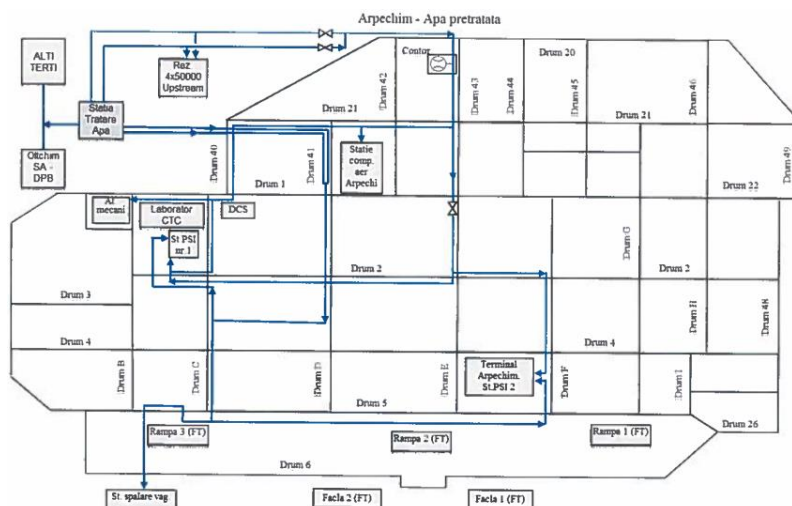 Arpechim - Apa pretratata
ALTI
TERTI
Rez
4x50000
Upstream
Contor
Drum 42
Drum 43
Drum 44
Drum 20
Drum 45
Drum 46
Drum 21
Drum 21
Statia
Tratare
Apa
Oltchim
SA -
DPB
Drum 40
Drum 41
Statie
comp.
aer
Arpechi
Drum 49
Drum 1
Drum 22
At
mecani
Laborator
CTC
DCS
St PSI
nr.1
Drum G
Drum 2
Drum 2
Drum 3
Drum H
Drum 48
Drum 4
Drum 4
Drum B
Drum C
Drum D
Drum E
Terminal
Arpechim.
St.PSI 2
Drum F
Drum I
Drum 5
Drum 26
Rampa 3 (FT)
Rampa 2 (FT)
Rampa 1 (FT)
Drum 6
St. spalare vag.
Facla 2 (FT)
Facla 1 (FT)